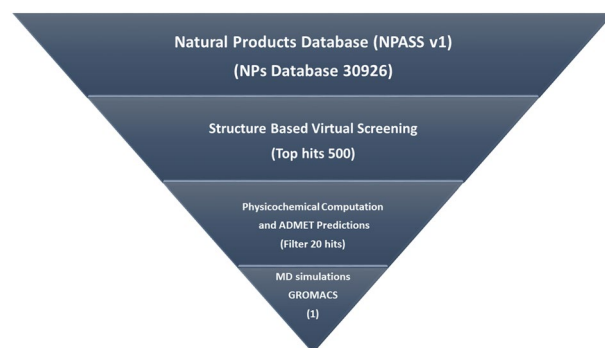 Natural Products Database (NPASS v1)
(NPs Database 30926)
Structure Based Virtual Screening
(Top hits 500)
Physicochemical Computation
and ADMET Predictions
(Filter 20 hits)
MD simulations
GROMACS
(1)